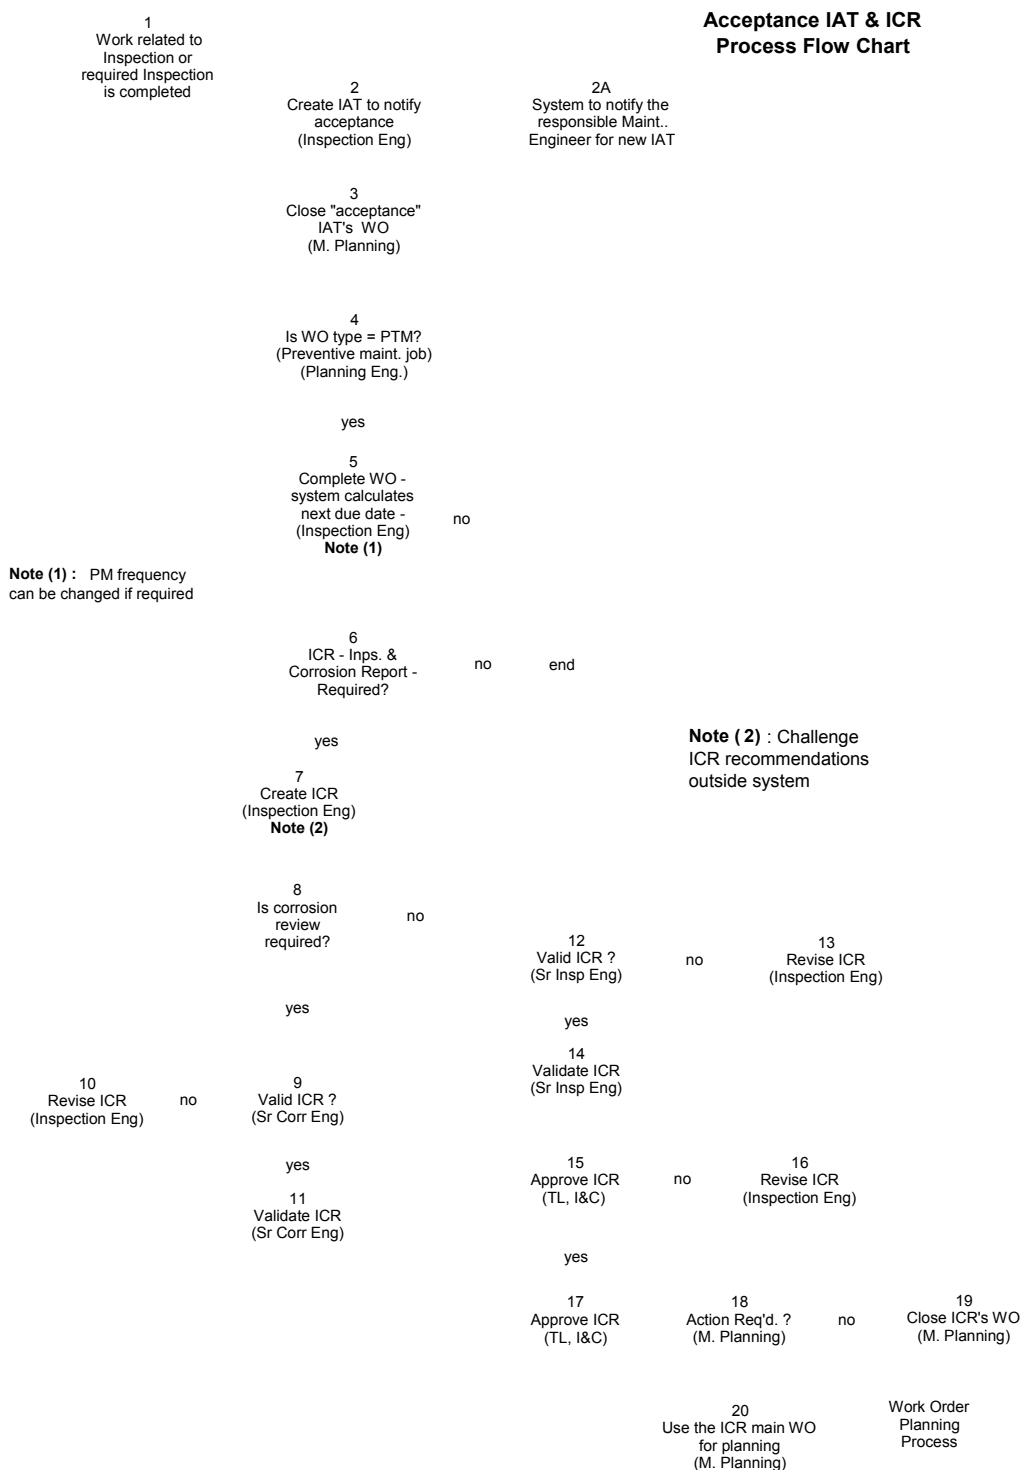 Acceptance IAT & ICR
Process Flow Chart
1
Work related to
Inspection or
required Inspection
is completed
2
Create IAT to notify
acceptance
(Inspection Eng)
2A
System to notify the
responsible Maint..
Engineer for new IAT
3
Close "acceptance"
IAT's WO
(M. Planning)
4
Is WO type = PTM?
(Preventive maint. job)
(Planning Eng.)
yes
5
Complete WO -
system calculates
next due date -
(Inspection Eng)
Note (1)
no
Note (1) : PM frequency
can be changed if required
6
ICR - Inps. &
Corrosion Report -
Required?
no
end
yes
Note ( 2) : Challenge
ICR recommendations
outside system
7
Create ICR
(Inspection Eng)
Note (2)
8
Is corrosion
review
required?
no
12
Valid ICR ?
(Sr Insp Eng)
no
13
Revise ICR
(Inspection Eng)
yes
yes
14
Validate ICR
(Sr Insp Eng)
10
Revise ICR
(Inspection Eng)
no
9
Valid ICR ?
(Sr Corr Eng)
yes
11
Validate ICR
(Sr Corr Eng)
15
Approve ICR
(TL, I&C)
no
16
Revise ICR
(Inspection Eng)
yes
17
Approve ICR
(TL, I&C)
18
Action Req'd. ?
(M. Planning)
no
19
Close ICR's WO
(M. Planning)
20
Use the ICR main WO
for planning
(M. Planning)
Work Order
Planning
Process